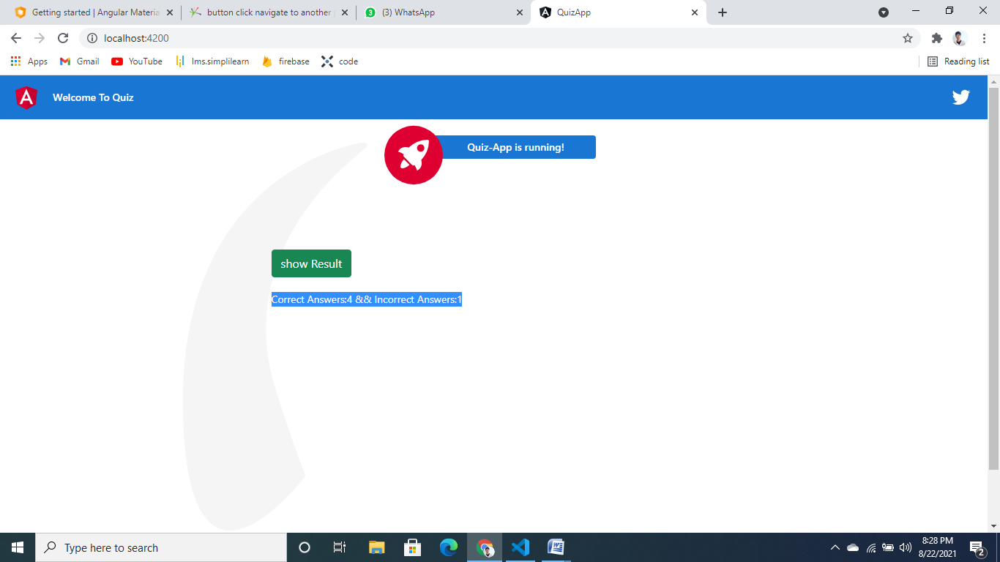 Getting started | Angular Materia
button click navigate to another
3
(3) WhatsApp
QuizApp
localhost:4200
Apps
Gmail
YouTube
lms.simplilearn
firebase
code
Reading list
A
Welcome To Quiz
Quiz-App is running!
show Result
Correct Answers:4 && Incorrect Answers:1
Type here to search
W
8:28 PM
8/22/2021
2